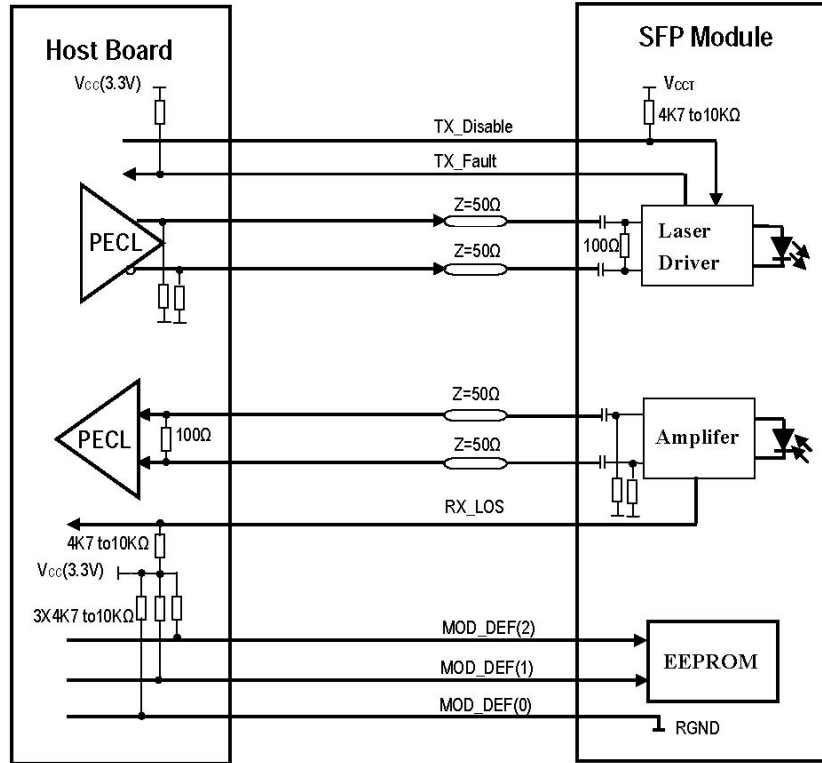 Host Board
SFP Module
VCC(3.3V)
VCCT
4K7 to10KΩ
TX_Disable
TX_Fault
Z=50Ω
PECL
100Ω
Laser
Driver
Z=50Ω
Z=50Ω
PECL
100Ω
Amplifer
Z=50Ω
RX_LOS
4K7 to10KΩ
VCC(3.3V)
3X4K7 to10KΩ
MOD_DEF(2)
EEPROM
MOD_DEF(1)
MOD_DEF(0)
RGND